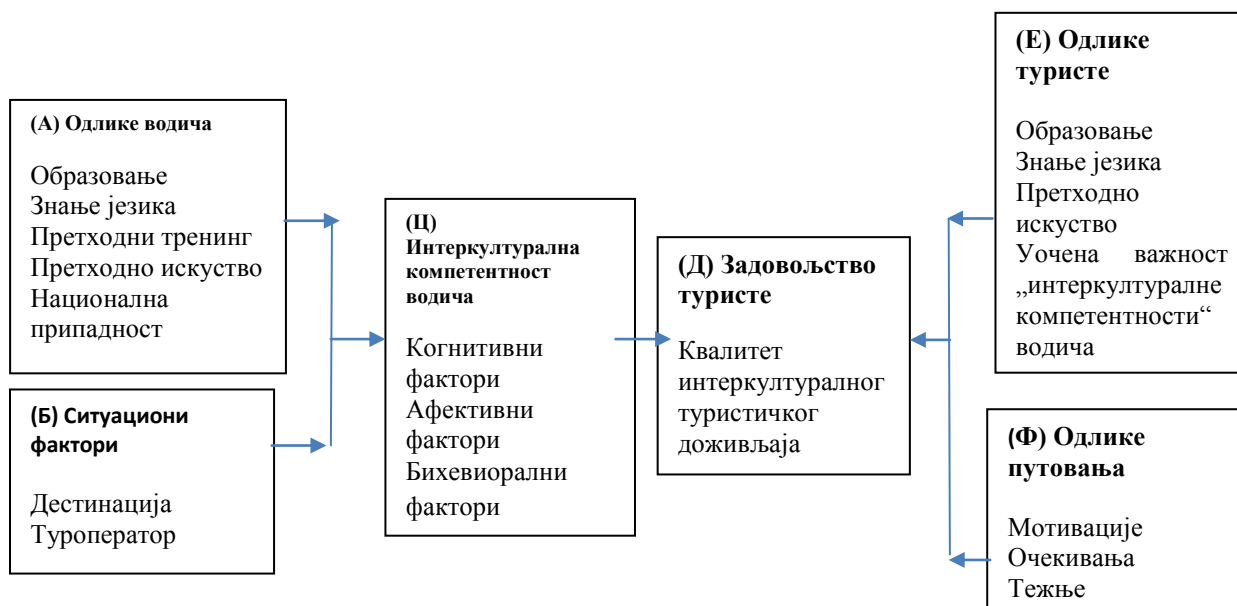 (А) Одлике водича
Образовање
Знање језика
Претходни тренинг
Претходно искуство
Национална
припадност
(Б) Ситуациони
фактори
Дестинација
Туроператор
(Ц)
Интеркултурална
компетентност
водича
Когнитивни
фактори
Афективни
фактори
Бихевиорални
фактори
(Д) Задовољство
туристе
Квалитет
интеркултуралног
туристичког
доживљаја
(Е) Одлике
туристе
Образовање
Знање језика
Претходно
искуство
Уочена важност
„интеркултуралне
компетентности“
водича
(Ф) Одлике
путовања
Мотивације
Очекивања
Тежње